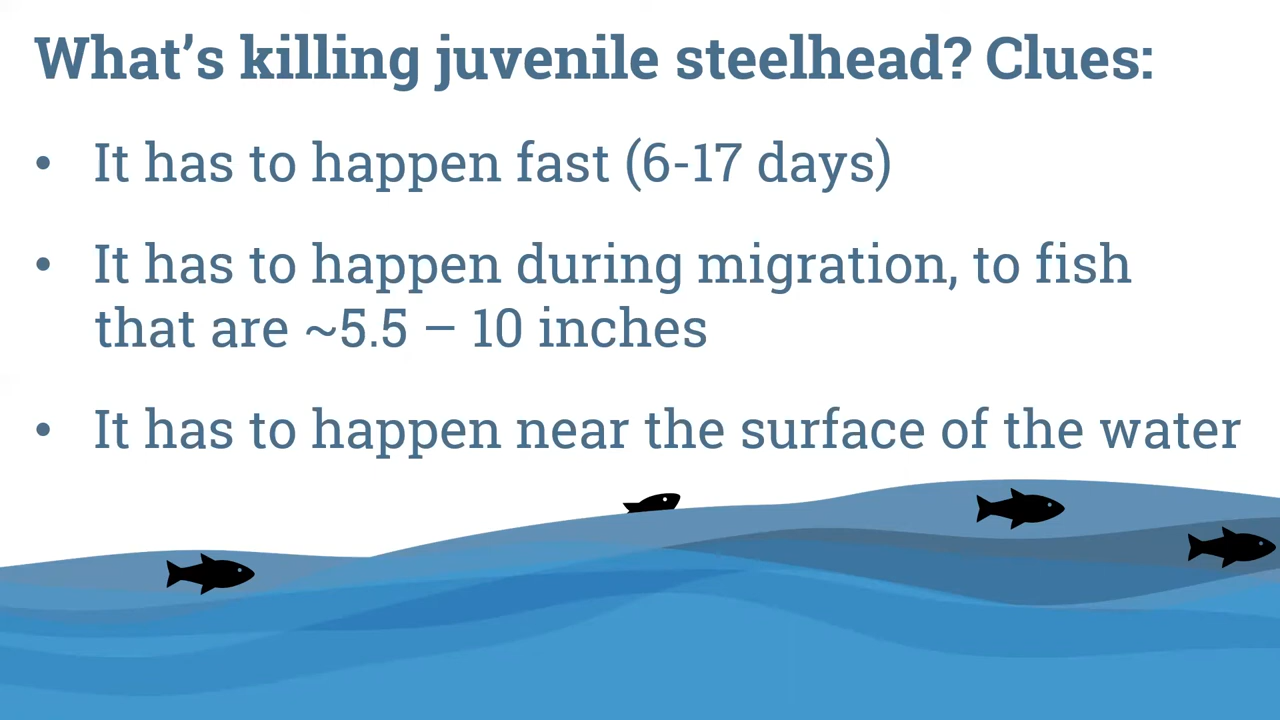 What’s killing juvenile steelhead? Clues:
• It has to happen fast (6-17 days)
• It has to happen during migration, to fish
that are ~5.5 – 10 inches
• It has to happen near the surface of the water